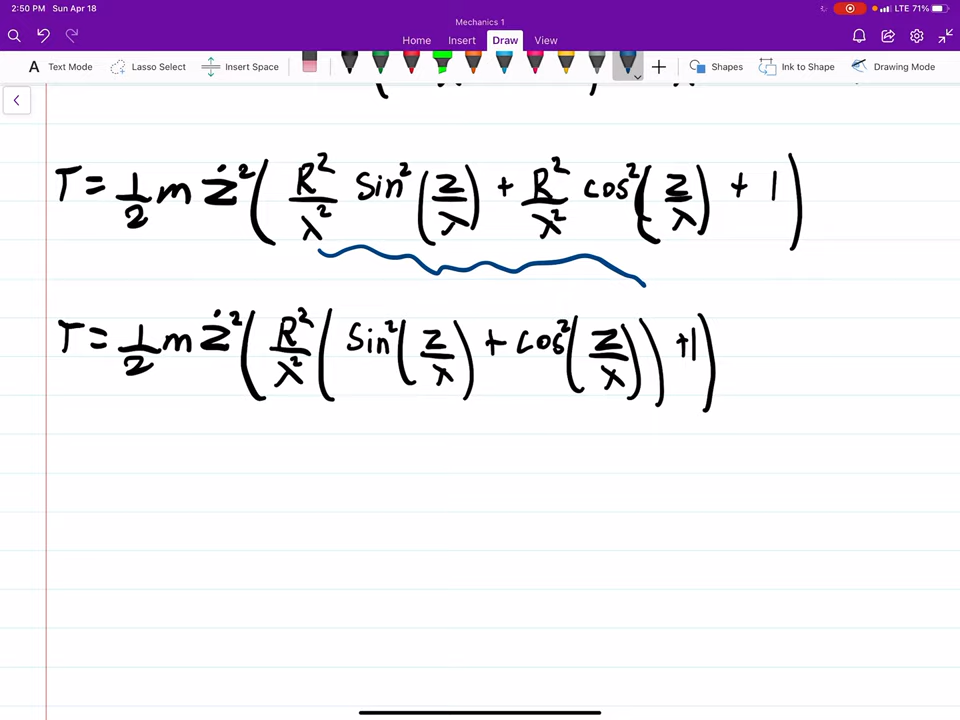 2:50 PM Sun Apr 18
LTE 71%
Mechanics 1
Home Insert Draw View
Text Mode Lasso Select Insert Space Shapes Ink to Shape Drawing Mode
T = 1/2 m ż² ( R²/λ² Sin² (z/λ) + R²/λ² cos² (z/λ) + 1 )
T = 1/2 m ż² ( R²/λ² ( Sin² (z/λ) + cos² (z/λ) ) + 1 )